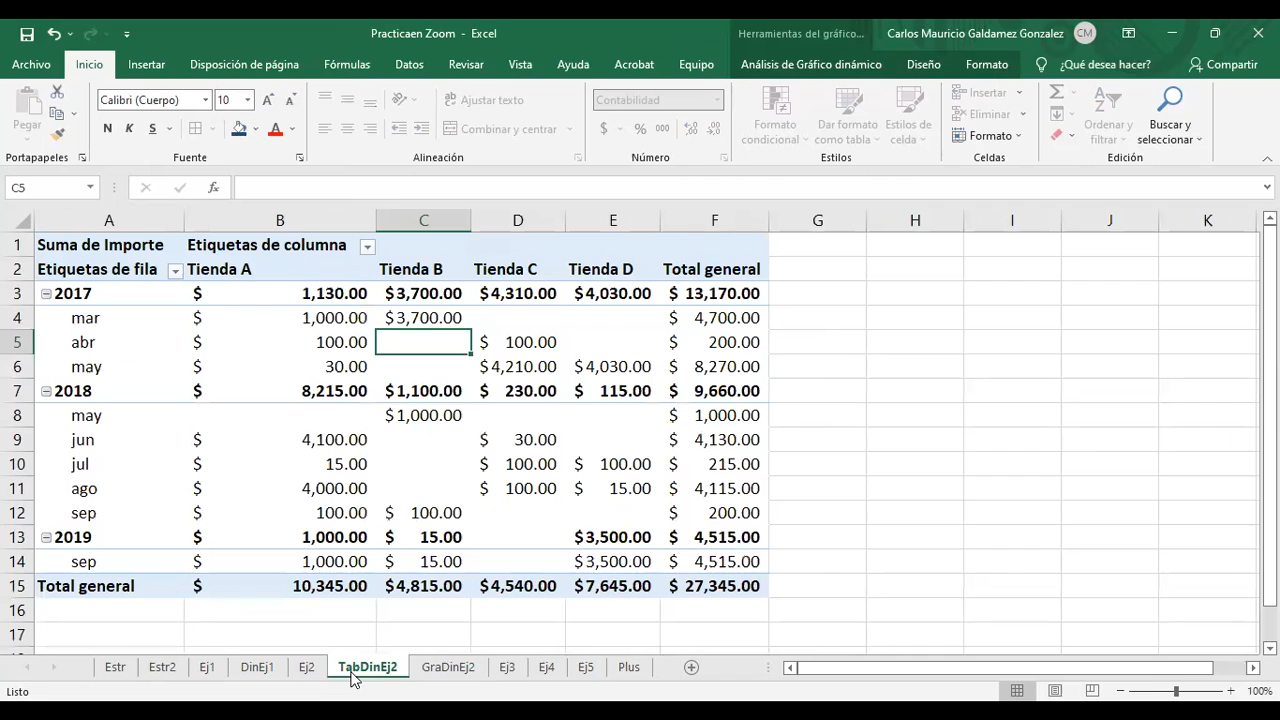 Practicaen Zoom - Excel
Herramientas del gráfico...
Carlos Mauricio Galdamez Gonzalez CM
Archivo Inicio Insertar Disposición de página Fórmulas Datos Revisar Vista Ayuda Acrobat Equipo Análisis de Gráfico dinámico Diseño Formato ¿Qué desea hacer? Compartir
Pegar
Calibri (Cuerpo) 10
Ajustar texto
Contabilidad
Formato condicional
Dar formato como tabla
Estilos de celda
Insertar
Ordenar y filtrar
Buscar y seleccionar
N K S
Combinar y centrar
$ % 000
Eliminar
Formato
Portapapeles Fuente Alineación Número Estilos Celdas Edición
C5 fx
A B C D E F G H I J K
1 Suma de Importe Etiquetas de columna
2 Etiquetas de fila Tienda A Tienda B Tienda C Tienda D Total general
3 2017 $ 1,130.00 $3,700.00 $4,310.00 $4,030.00 $ 13,170.00
4 mar $ 1,000.00 $3,700.00 $ 4,700.00
5 abr $ 100.00 $ 100.00 $ 200.00
6 may $ 30.00 $4,210.00 $4,030.00 $ 8,270.00
7 2018 $ 8,215.00 $1,100.00 $ 230.00 $ 115.00 $ 9,660.00
8 may $1,000.00 $ 1,000.00
9 jun $ 4,100.00 $ 30.00 $ 4,130.00
10 jul $ 15.00 $ 100.00 $ 100.00 $ 215.00
11 ago $ 4,000.00 $ 100.00 $ 15.00 $ 4,115.00
12 sep $ 100.00 $ 100.00 $ 200.00
13 2019 $ 1,000.00 $ 15.00 $3,500.00 $ 4,515.00
14 sep $ 1,000.00 $ 15.00 $3,500.00 $ 4,515.00
15 Total general $ 10,345.00 $4,815.00 $4,540.00 $7,645.00 $ 27,345.00
16
17
Estr Estr2 Ej1 DinEj1 Ej2 TabDinEj2 GraDinEj2 Ej3 Ej4 Ej5 Plus
Listo 100%